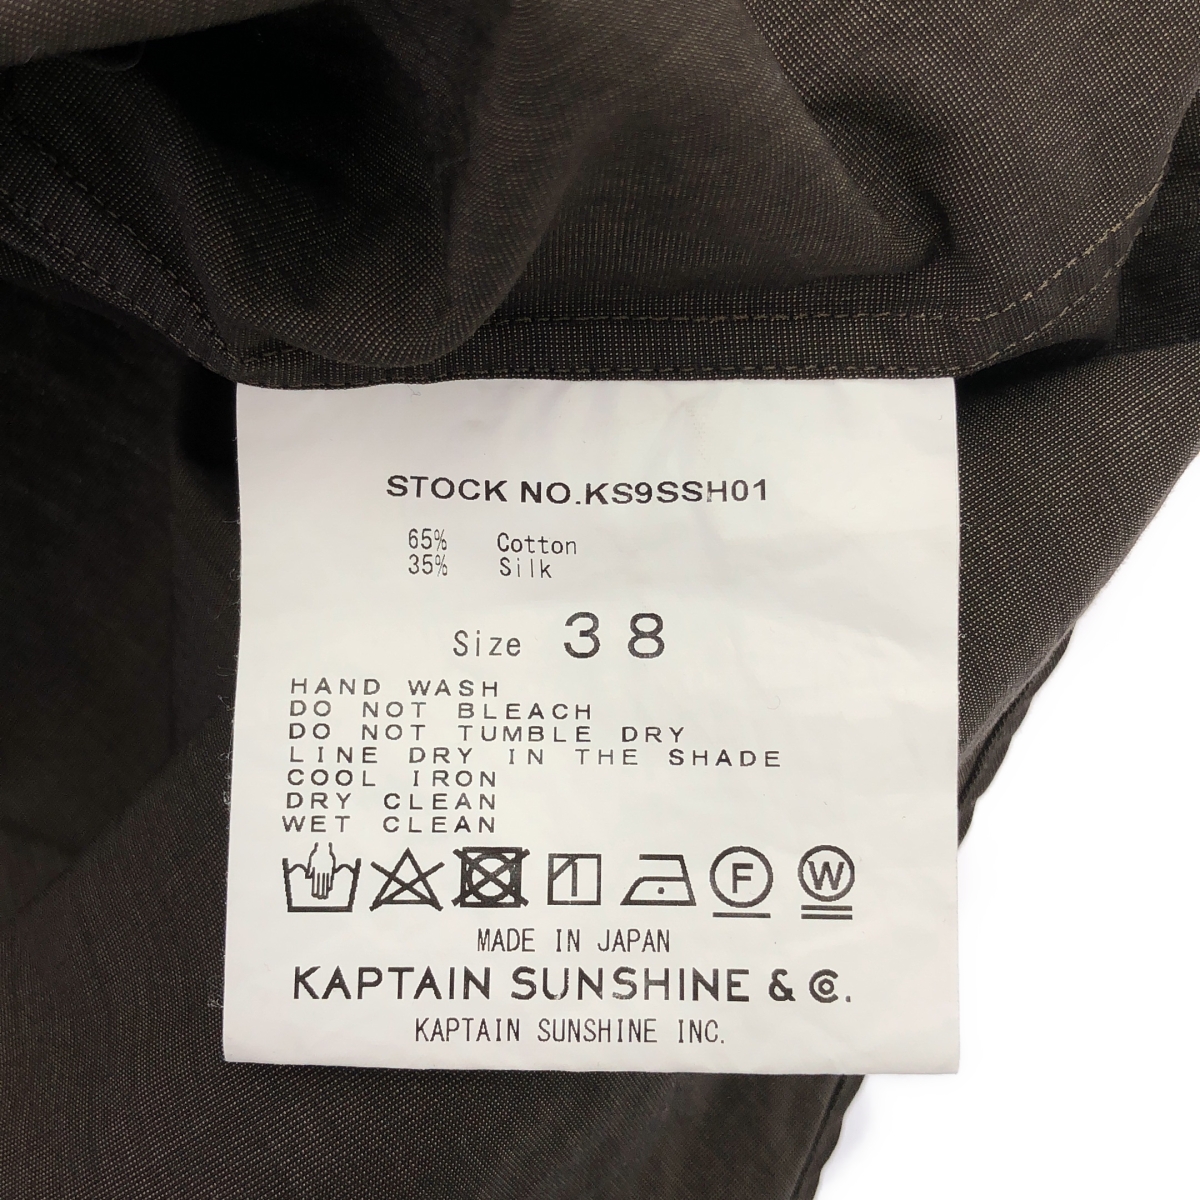 STOCK NO.KS9SSH01
65% Cotton
35% Silk
Size 38
HAND WASH
DO NOT BLEACH
DO NOT TUMBLE DRY
LINE DRY IN THE SHADE
COOL IRON
DRY CLEAN
WET CLEAN
F W
MADE IN JAPAN
KAPTAIN SUNSHINE & Co.
KAPTAIN SUNSHINE INC.